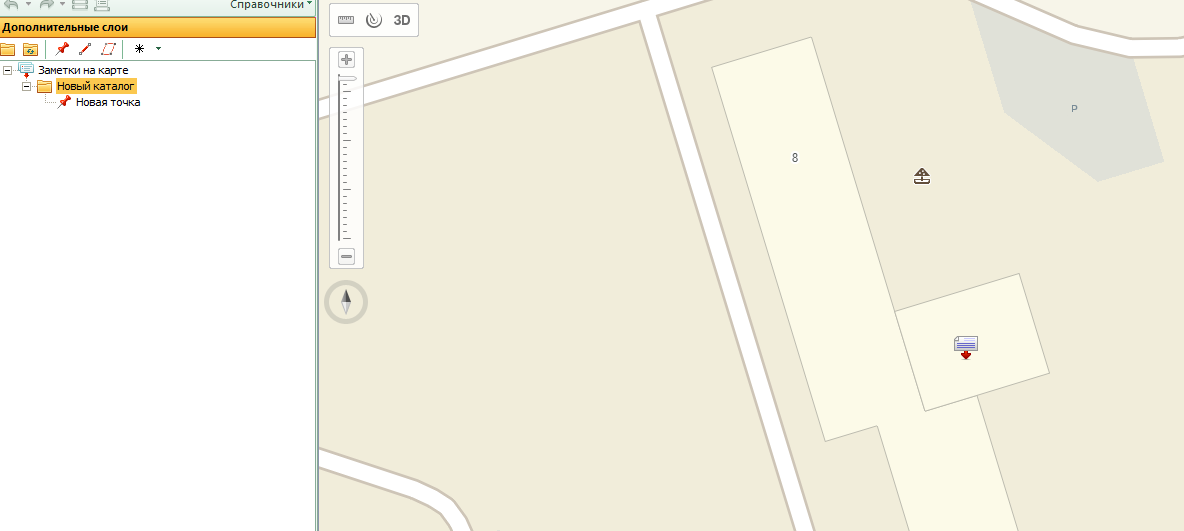 Справочники
Дополнительные слои
3D
Заметки на карте
Новый каталог
Новая точка
8
P